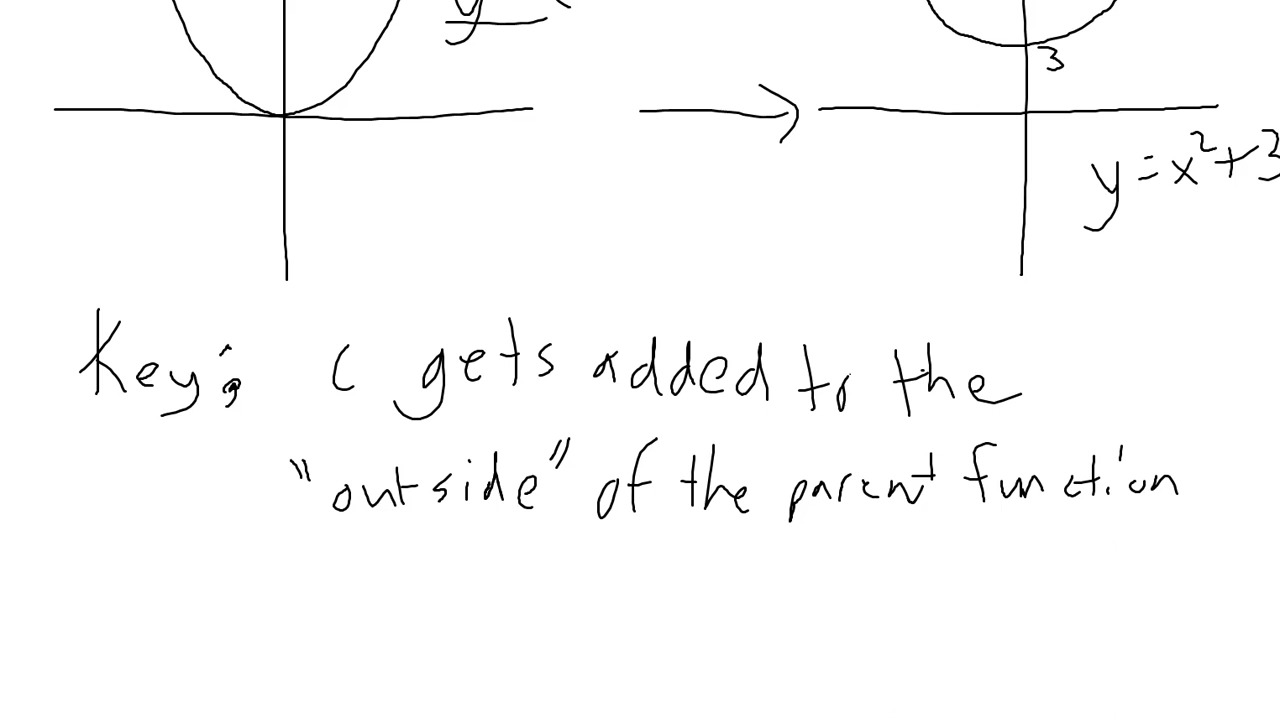 y
3
y = x² + 3
Key: C gets added to the
"outside" of the parent function